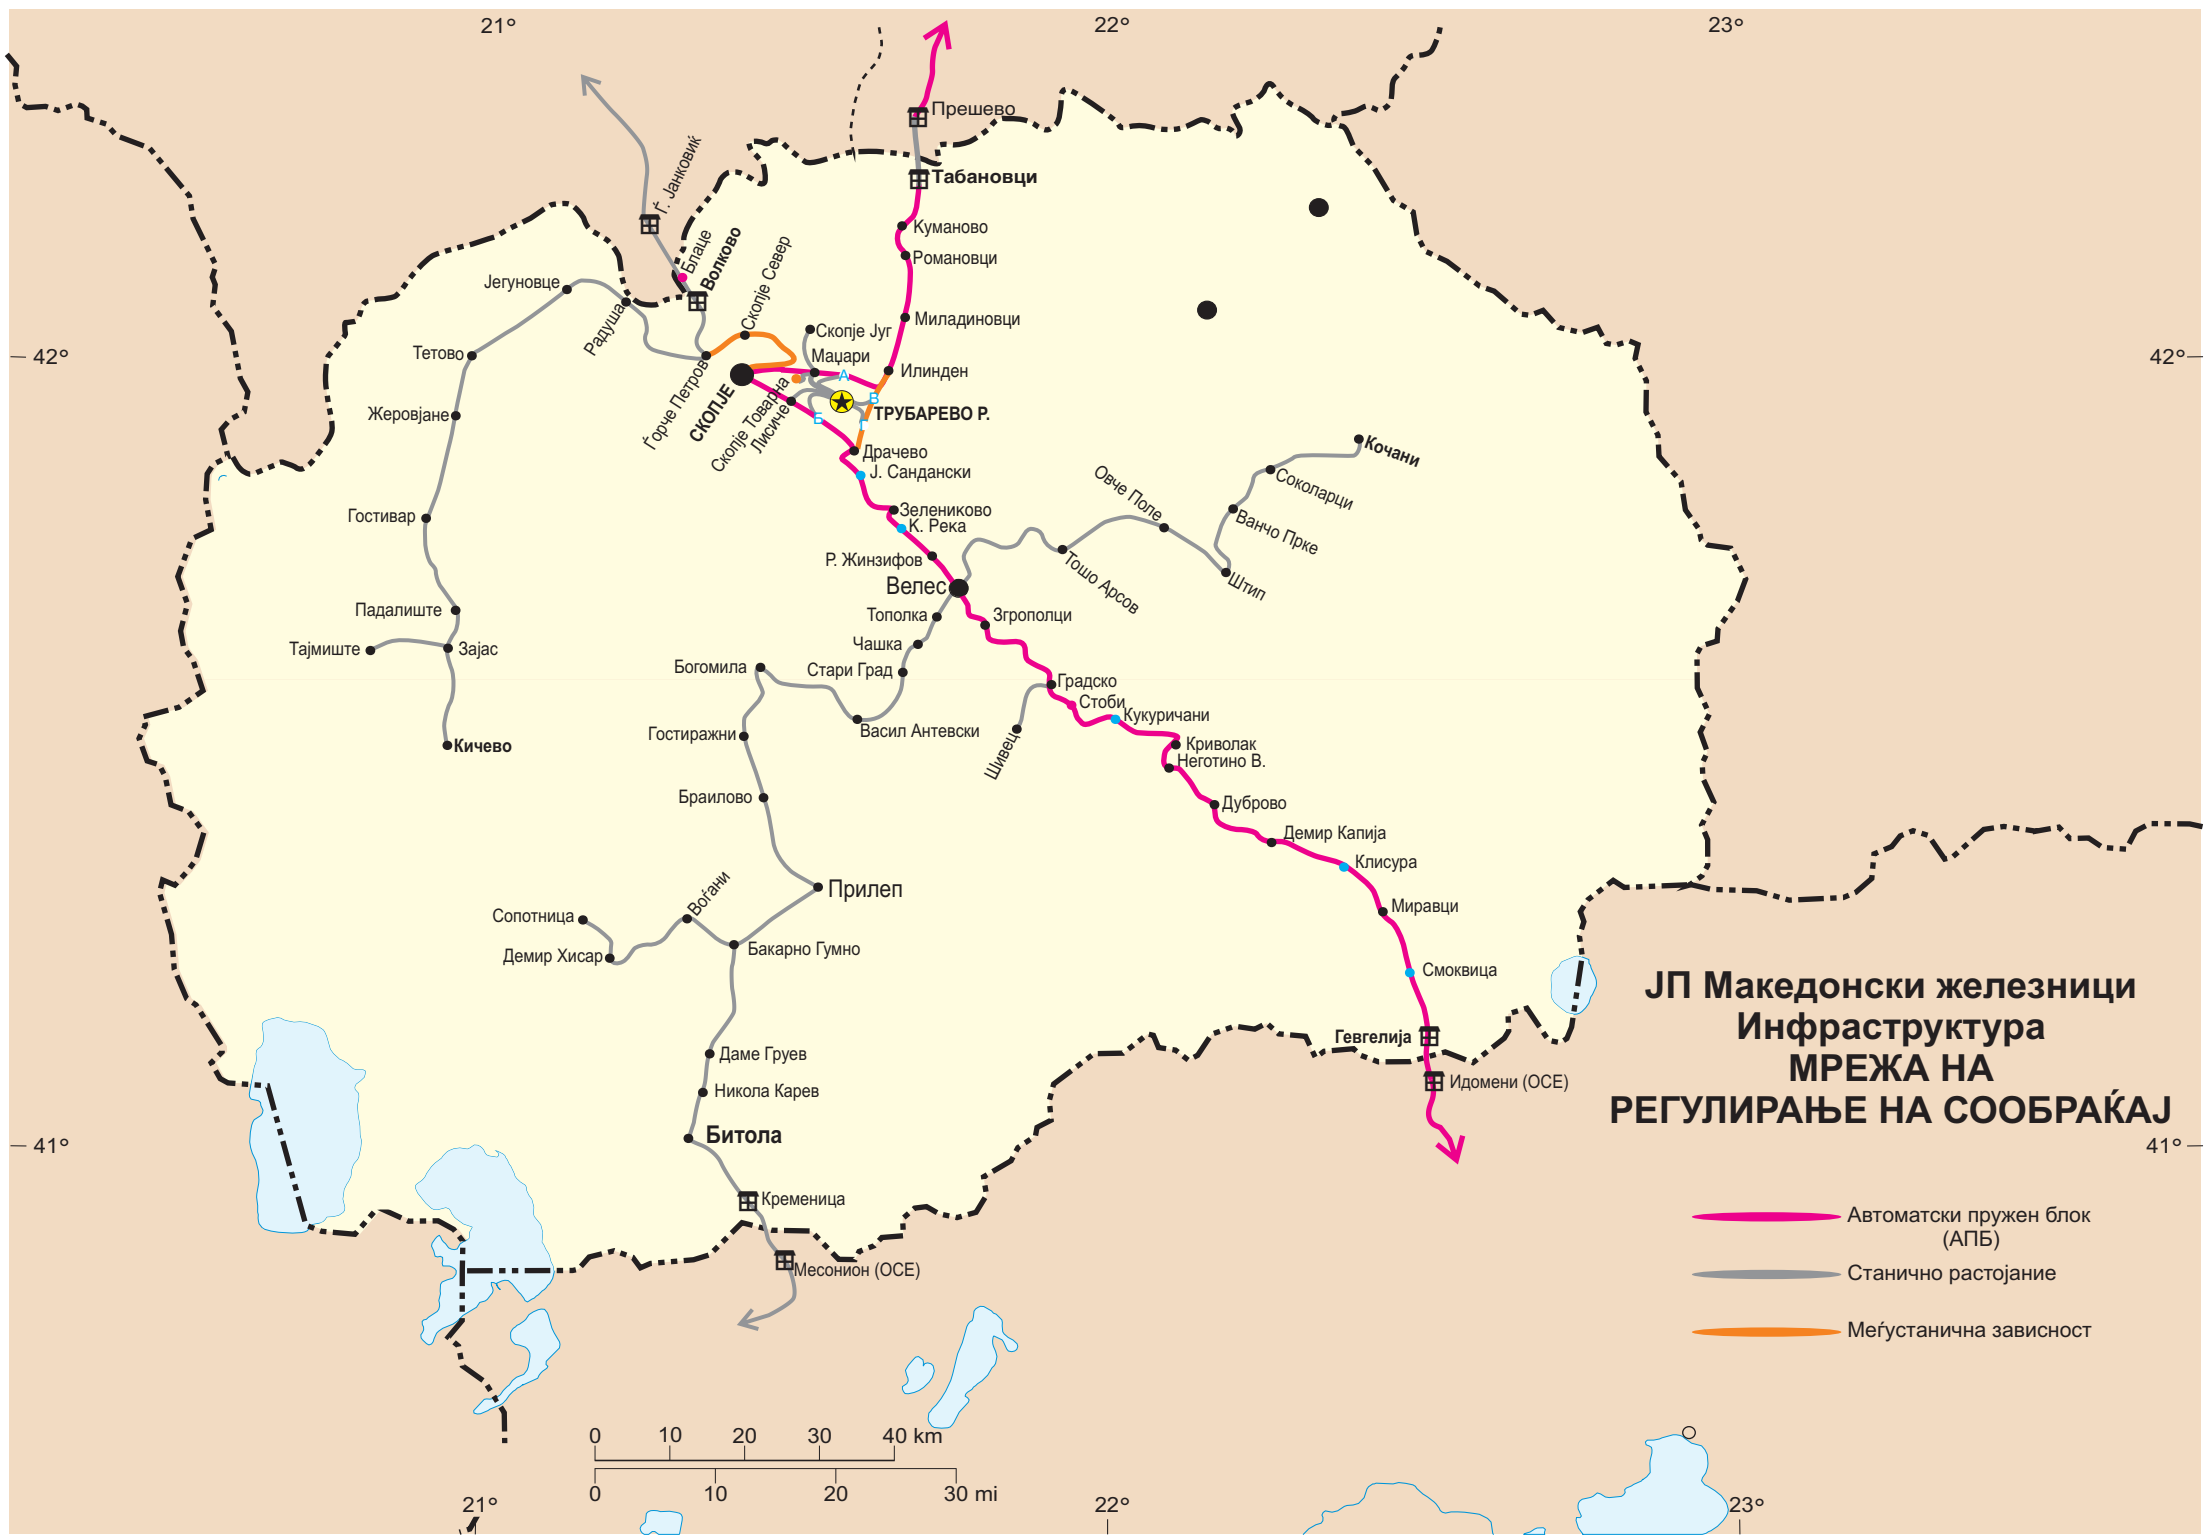 21°
22°
23°
Прешево
Табановци
Ѓ. Јанковиќ
Блаце
Волково
Скопје Север
Куманово
Романовци
Јегуновце
Радуша
Скопје Југ
Миладиновци
42°
Тетово
Маџари
А
Илинден
42°
Ѓорче Петров
СКОПЈЕ
Скопје Товарна
Лисиче
Б
В
Г
ТРУБАРЕВО Р.
Жеровјане
Драчево
Ј. Сандански
Кочани
Соколарци
Овче Поле
Гостивар
Зелениково
К. Река
Ванчо Прке
Р. Жинзифов
Тошо Арсов
Штип
Велес
Падалиште
Тополка
Згрополци
Тајмиште
Зајас
Чашка
Богомила
Стари Град
Градско
Стоби
Кукуричани
Гостиражни
Васил Антевски
Шивец
Кичево
Криволак
Неготино В.
Браилово
Дуброво
Демир Капија
Клисура
Прилеп
Воѓани
Миравци
Сопотница
Бакарно Гумно
Демир Хисар
Смоквица
ЈП Македонски железници
Инфраструктура
МРЕЖА НА
РЕГУЛИРАЊЕ НА СООБРАЌАЈ
Гевгелија
Даме Груев
Идомени (ОСЕ)
Никола Карев
Битола
41°
41°
Кременица
Месонион (ОСЕ)
Автоматски пружен блок
(АПБ)
Станично растојание
Меѓустанична зависност
0 10 20 30 40 km
0 10 20 30 mi
21°
22°
23°